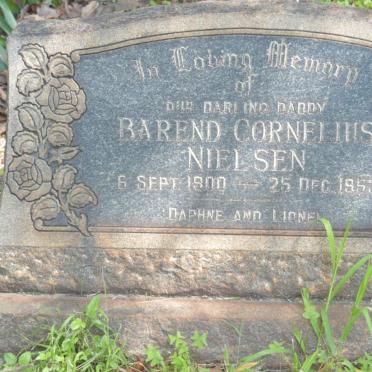 In Loving Memory
of
OUR DARLING DADDY
BAREND CORNELIUS
NIELSEN
6 SEPT. 1900 — 25 DEC.
DAPHNE AND LIONEL